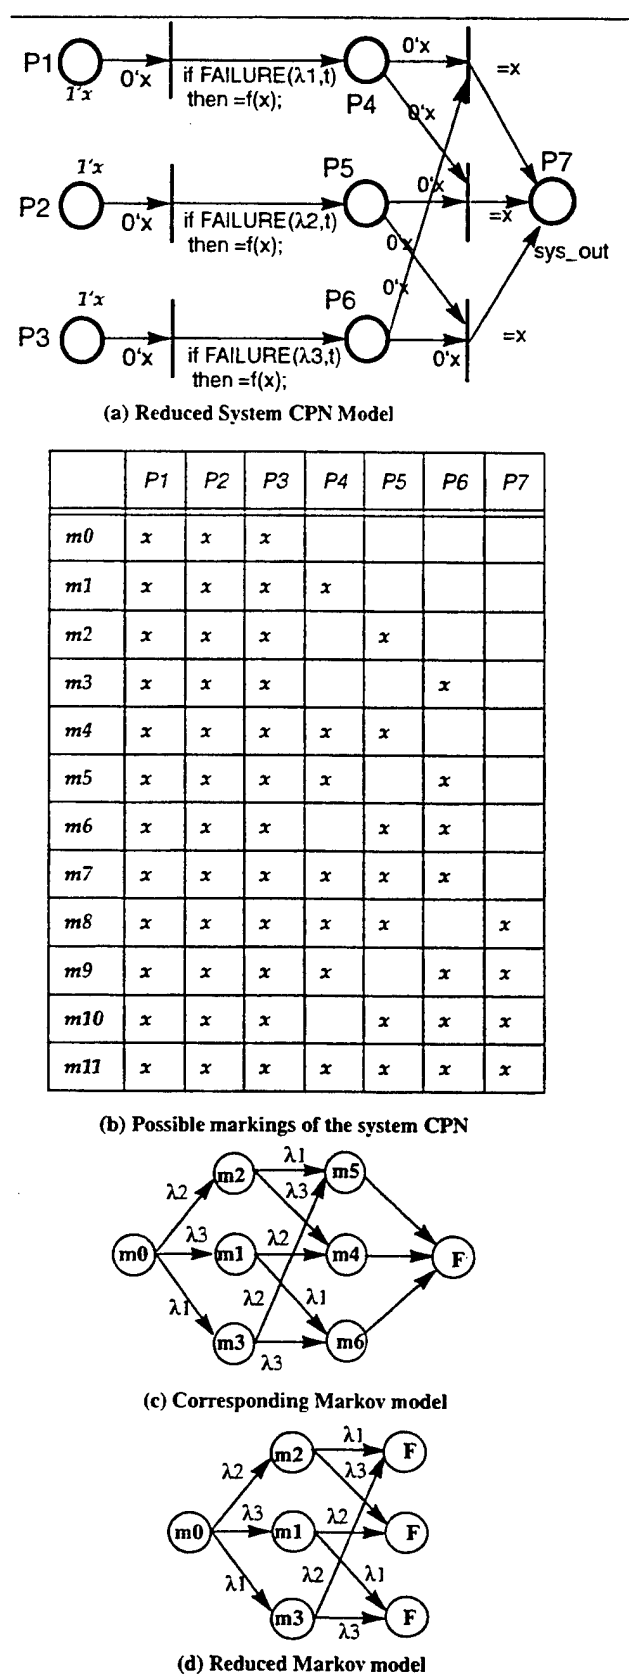 P1 1'x 0'x if FAILURE(λ1,t) then =f(x); P4 0'x 0'x =x
P2 1'x 0'x if FAILURE(λ2,t) then =f(x); P5 0'x 0'x =x P7 sys_out
P3 1'x 0'x if FAILURE(λ3,t) then =f(x); P6 0'x 0'x =x
(a) Reduced System CPN Model
P1 P2 P3 P4 P5 P6 P7
m0 x x x
m1 x x x x
m2 x x x x
m3 x x x x
m4 x x x x x
m5 x x x x x
m6 x x x x x
m7 x x x x x x
m8 x x x x x x
m9 x x x x x x
m10 x x x x x x
m11 x x x x x x x
(b) Possible markings of the system CPN
λ2 m2 λ1 λ3 m5
m0 λ3 m1 λ2 m4 F
λ1 m3 λ2 λ1 λ3 m6
(c) Corresponding Markov model
λ2 m2 λ1 λ3 F
m0 λ3 m1 λ2 F
λ1 m3 λ2 λ1 λ3 F
(d) Reduced Markov model